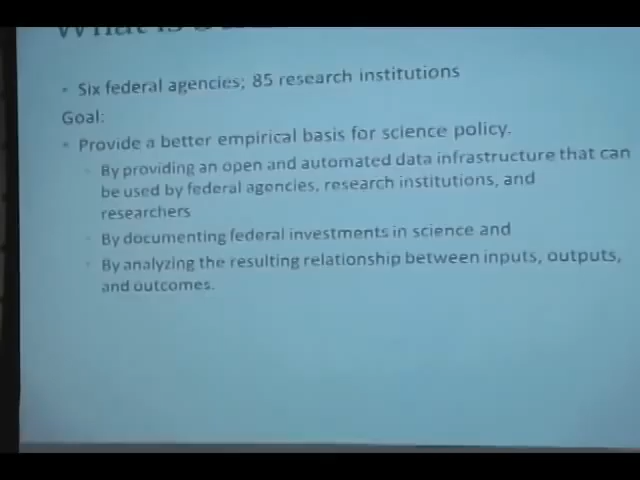 What is
• Six federal agencies; 85 research institutions
Goal:
• Provide a better empirical basis for science policy.
◦ By providing an open and automated data infrastructure that can
be used by federal agencies, research institutions, and
researchers
◦ By documenting federal investments in science and
◦ By analyzing the resulting relationship between inputs, outputs,
and outcomes.